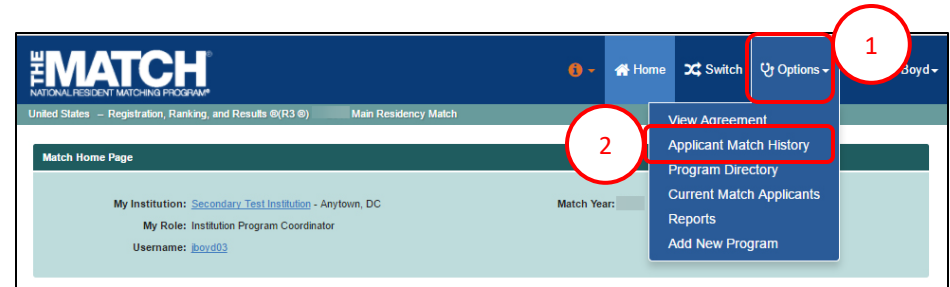 1
THE MATCH
NATIONAL RESIDENT MATCHING PROGRAM®
Home Switch Options Boyd
United States – Registration, Ranking, and Results ®(R3 ®) Main Residency Match
View Agreement
2
Applicant Match History
Match Home Page
Program Directory
Current Match Applicants
Reports
Add New Program
My Institution: Secondary Test Institution - Anytown, DC
Match Year:
My Role: Institution Program Coordinator
Username: jboyd03